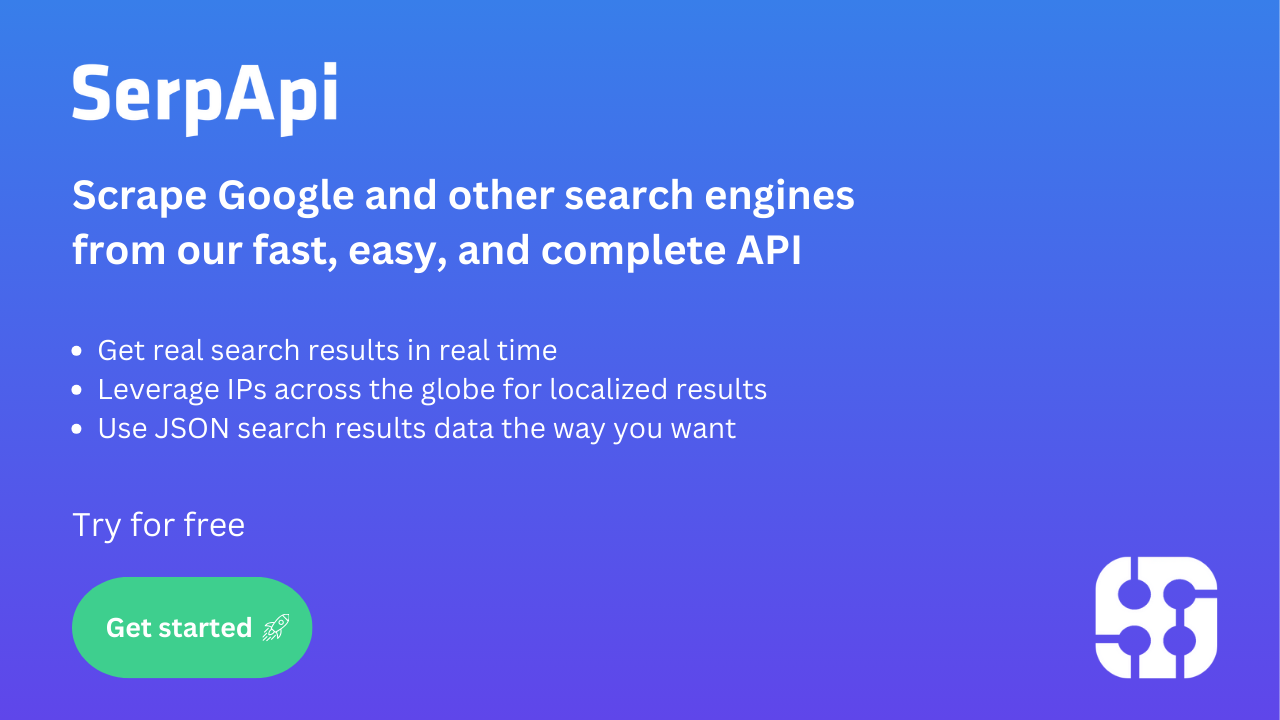 SerpApi
Scrape Google and other search engines
from our fast, easy, and complete API
Get real search results in real time
Leverage IPs across the globe for localized results
Use JSON search results data the way you want
Try for free
Get started